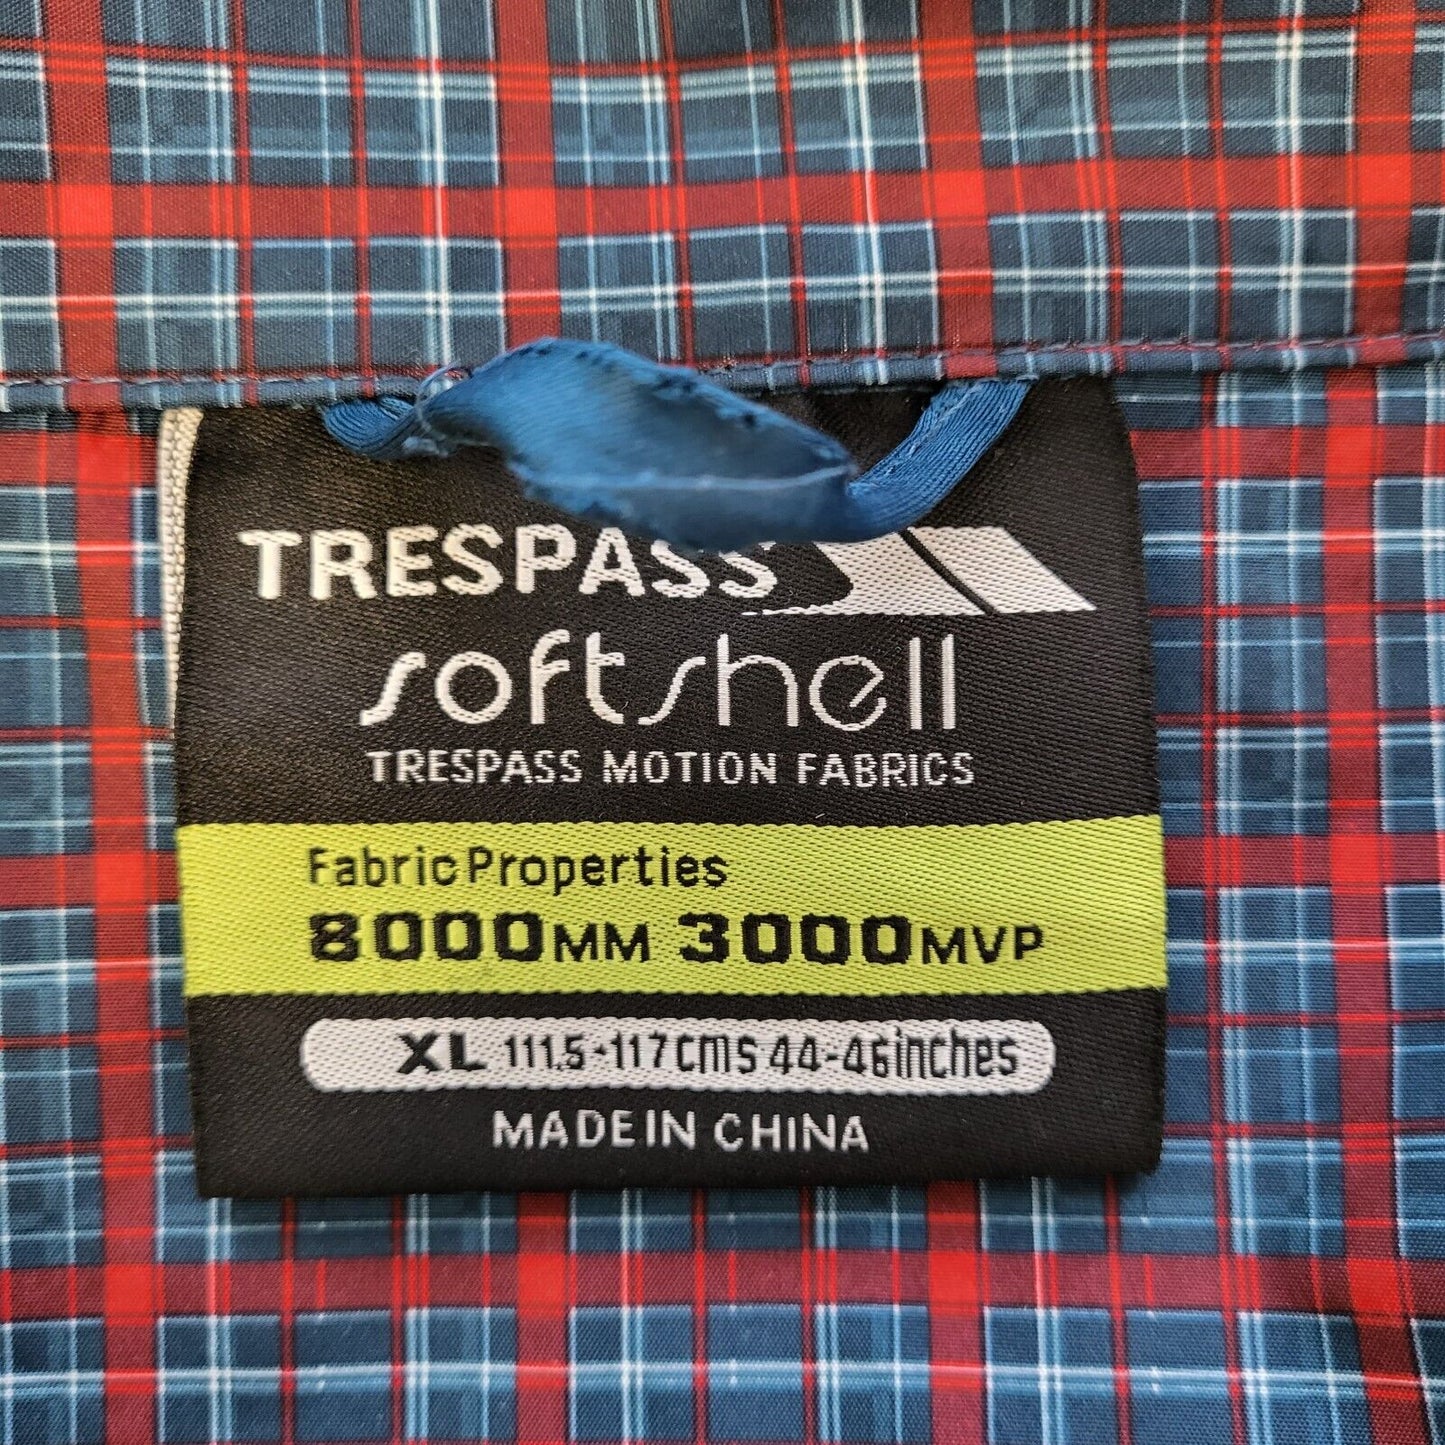 TRESPASS
softshell
TRESPASS MOTION FABRICS
Fabric Properties
8000MM 3000MVP
XL 111.5-117cms 44-46inches
MADE IN CHINA